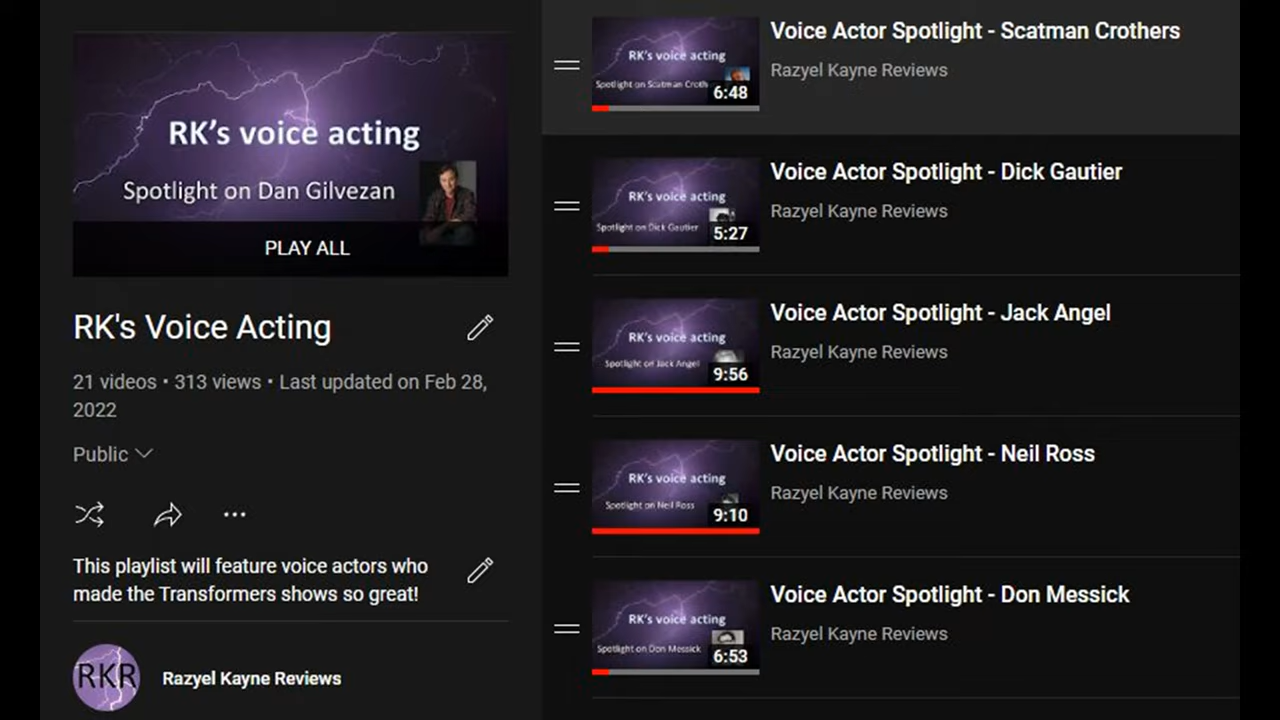 RK's voice acting
Spotlight on Dan Gilvezan
PLAY ALL
RK's Voice Acting
21 videos • 313 views • Last updated on Feb 28,
2022
Public
This playlist will feature voice actors who
made the Transformers shows so great!
RKR
Razyel Kayne Reviews
RK's voice acting
Spotlight on Scatman Croth
6:48
Voice Actor Spotlight - Scatman Crothers
Razyel Kayne Reviews
RK's voice acting
Spotlight on Dick Gautier
5:27
Voice Actor Spotlight - Dick Gautier
Razyel Kayne Reviews
RK's voice acting
Spotlight on Jack Angel
9:56
Voice Actor Spotlight - Jack Angel
Razyel Kayne Reviews
RK's voice acting
Spotlight on Neil Ross
9:10
Voice Actor Spotlight - Neil Ross
Razyel Kayne Reviews
RK's voice acting
Spotlight on Don Messick
6:53
Voice Actor Spotlight - Don Messick
Razyel Kayne Reviews